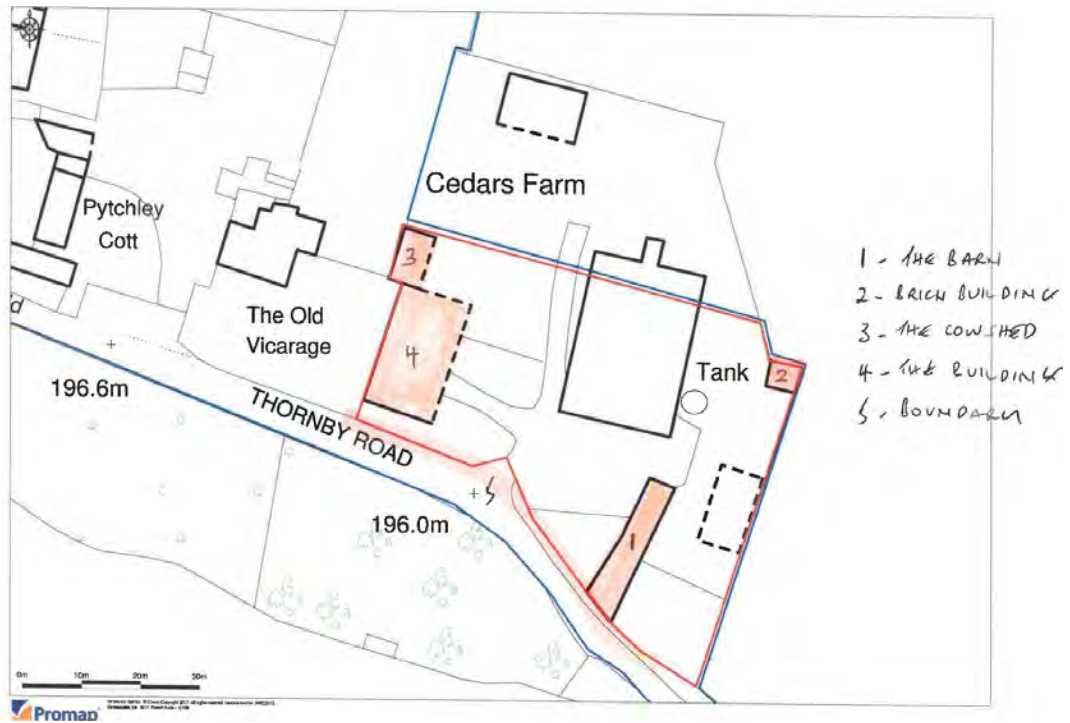 Cedars Farm
Pytchley
Cott
The Old
Vicarage
Tank
THORNBY ROAD
196.6m
196.0m
d
3
4
2
5
1
1 - THE BARN
2 - BRICK BUILDING
3 - THE COWSHED
4 - THE BUILDING
5 - BOUNDARY
0m 10m 20m 30m
Promap